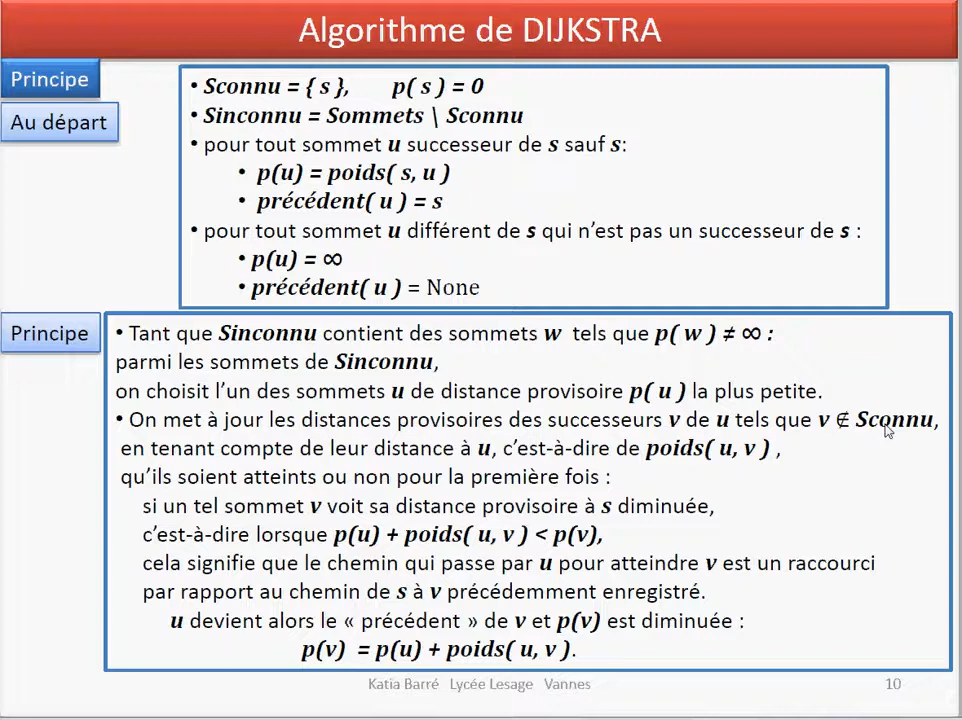 Algorithme de DIJKSTRA
Principe
Au départ
• Sconnu = { s }, p( s ) = 0
• Sinconnu = Sommets \ Sconnu
• pour tout sommet u successeur de s sauf s:
• p(u) = poids( s, u )
• précédent( u ) = s
• pour tout sommet u différent de s qui n'est pas un successeur de s :
• p(u) = ∞
• précédent( u ) = None
Principe
• Tant que Sinconnu contient des sommets w tels que p( w ) ≠ ∞ :
parmi les sommets de Sinconnu,
on choisit l'un des sommets u de distance provisoire p( u ) la plus petite.
• On met à jour les distances provisoires des successeurs v de u tels que v ∉ Sconnu,
en tenant compte de leur distance à u, c'est-à-dire de poids( u, v ) ,
qu'ils soient atteints ou non pour la première fois :
si un tel sommet v voit sa distance provisoire à s diminuée,
c'est-à-dire lorsque p(u) + poids( u, v ) < p(v),
cela signifie que le chemin qui passe par u pour atteindre v est un raccourci
par rapport au chemin de s à v précédemment enregistré.
u devient alors le « précédent » de v et p(v) est diminuée :
p(v) = p(u) + poids( u, v ).
Katia Barré Lycée Lesage Vannes
10